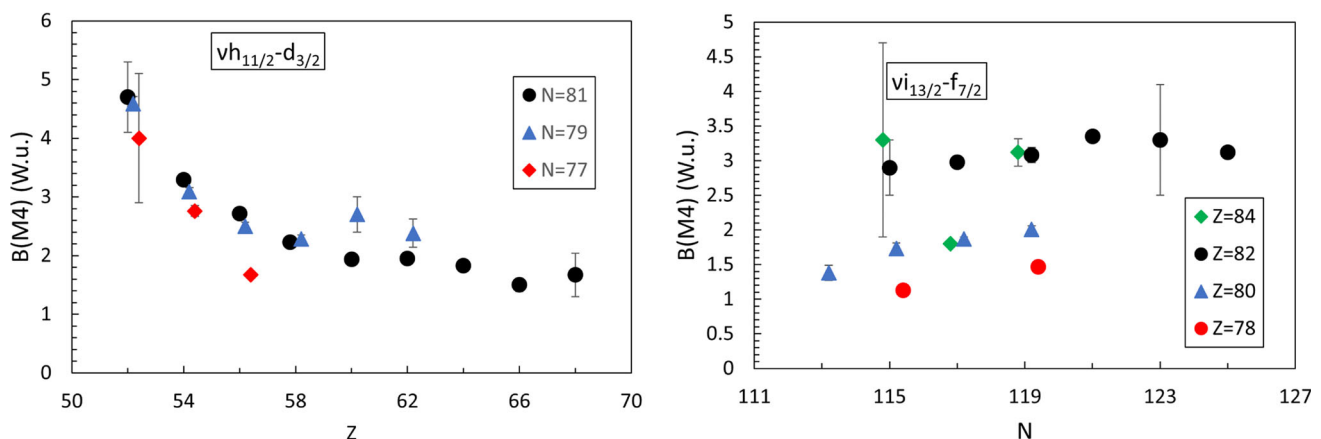 νh11/2-d3/2
B(M4) (W.u.)
6
5
4
3
2
1
0
50
54
58
62
66
70
Z
N=81
N=79
N=77
νi13/2-f7/2
B(M4) (W.u.)
5
4.5
4
3.5
3
2.5
2
1.5
1
0.5
0
111
115
119
123
127
N
Z=84
Z=82
Z=80
Z=78